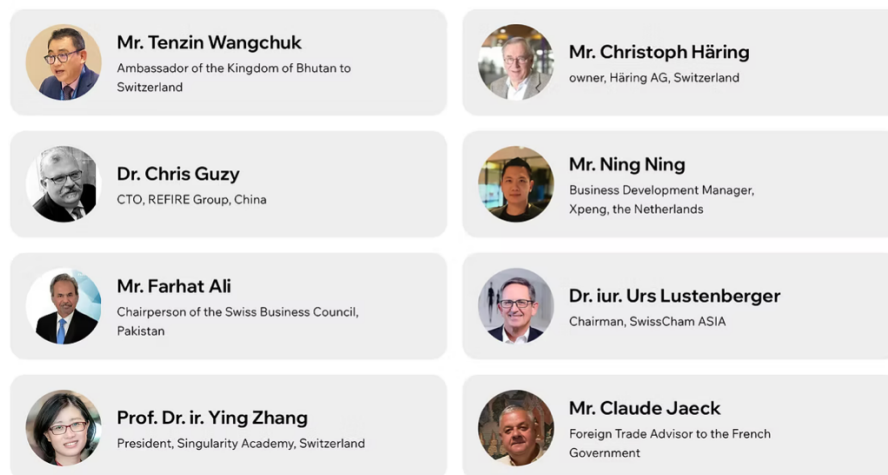 Mr. Tenzin Wangchuk
Ambassador of the Kingdom of Bhutan to
Switzerland
Mr. Christoph Häring
owner, Häring AG, Switzerland
Dr. Chris Guzy
CTO, REFIRE Group, China
Mr. Ning Ning
Business Development Manager,
Xpeng, the Netherlands
Mr. Farhat Ali
Chairperson of the Swiss Business Council,
Pakistan
Dr. iur. Urs Lustenberger
Chairman, SwissCham ASIA
Prof. Dr. ir. Ying Zhang
President, Singularity Academy, Switzerland
Mr. Claude Jaeck
Foreign Trade Advisor to the French
Government